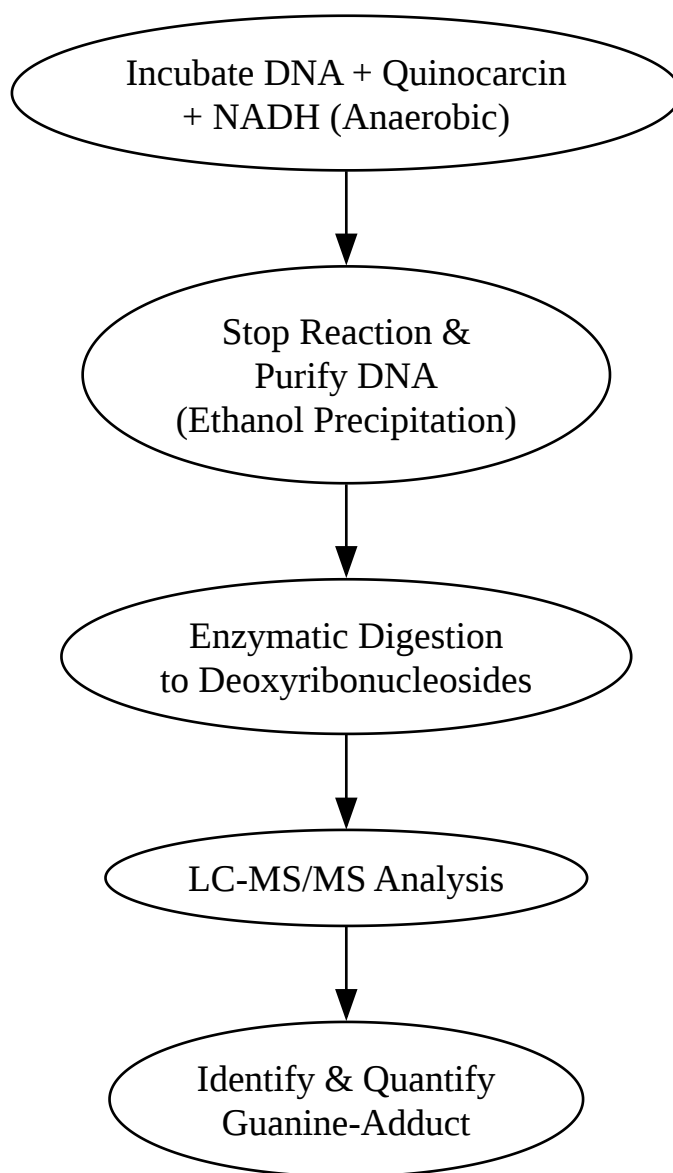 Incubate DNA + Quinocarcin
+ NADH (Anaerobic)
Stop Reaction &
Purify DNA
(Ethanol Precipitation)
Enzymatic Digestion
to Deoxyribonucleosides
LC-MS/MS Analysis
Identify & Quantify
Guanine-Adduct